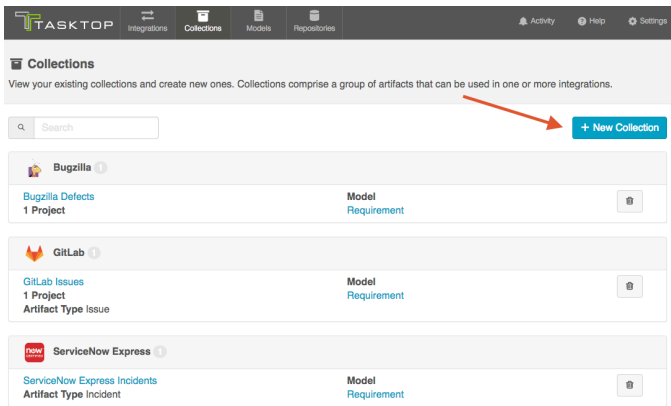 TASKTOP Integrations Collections Models Repositories Activity Help Settings
Collections
View your existing collections and create new ones. Collections comprise a group of artifacts that can be used in one or more integrations.
Search
+ New Collection
Bugzilla 1
Bugzilla Defects
1 Project
Model
Requirement
GitLab 1
GitLab Issues
1 Project
Artifact Type Issue
Model
Requirement
now
ServiceNow Express 1
ServiceNow Express Incidents
Artifact Type Incident
Model
Requirement